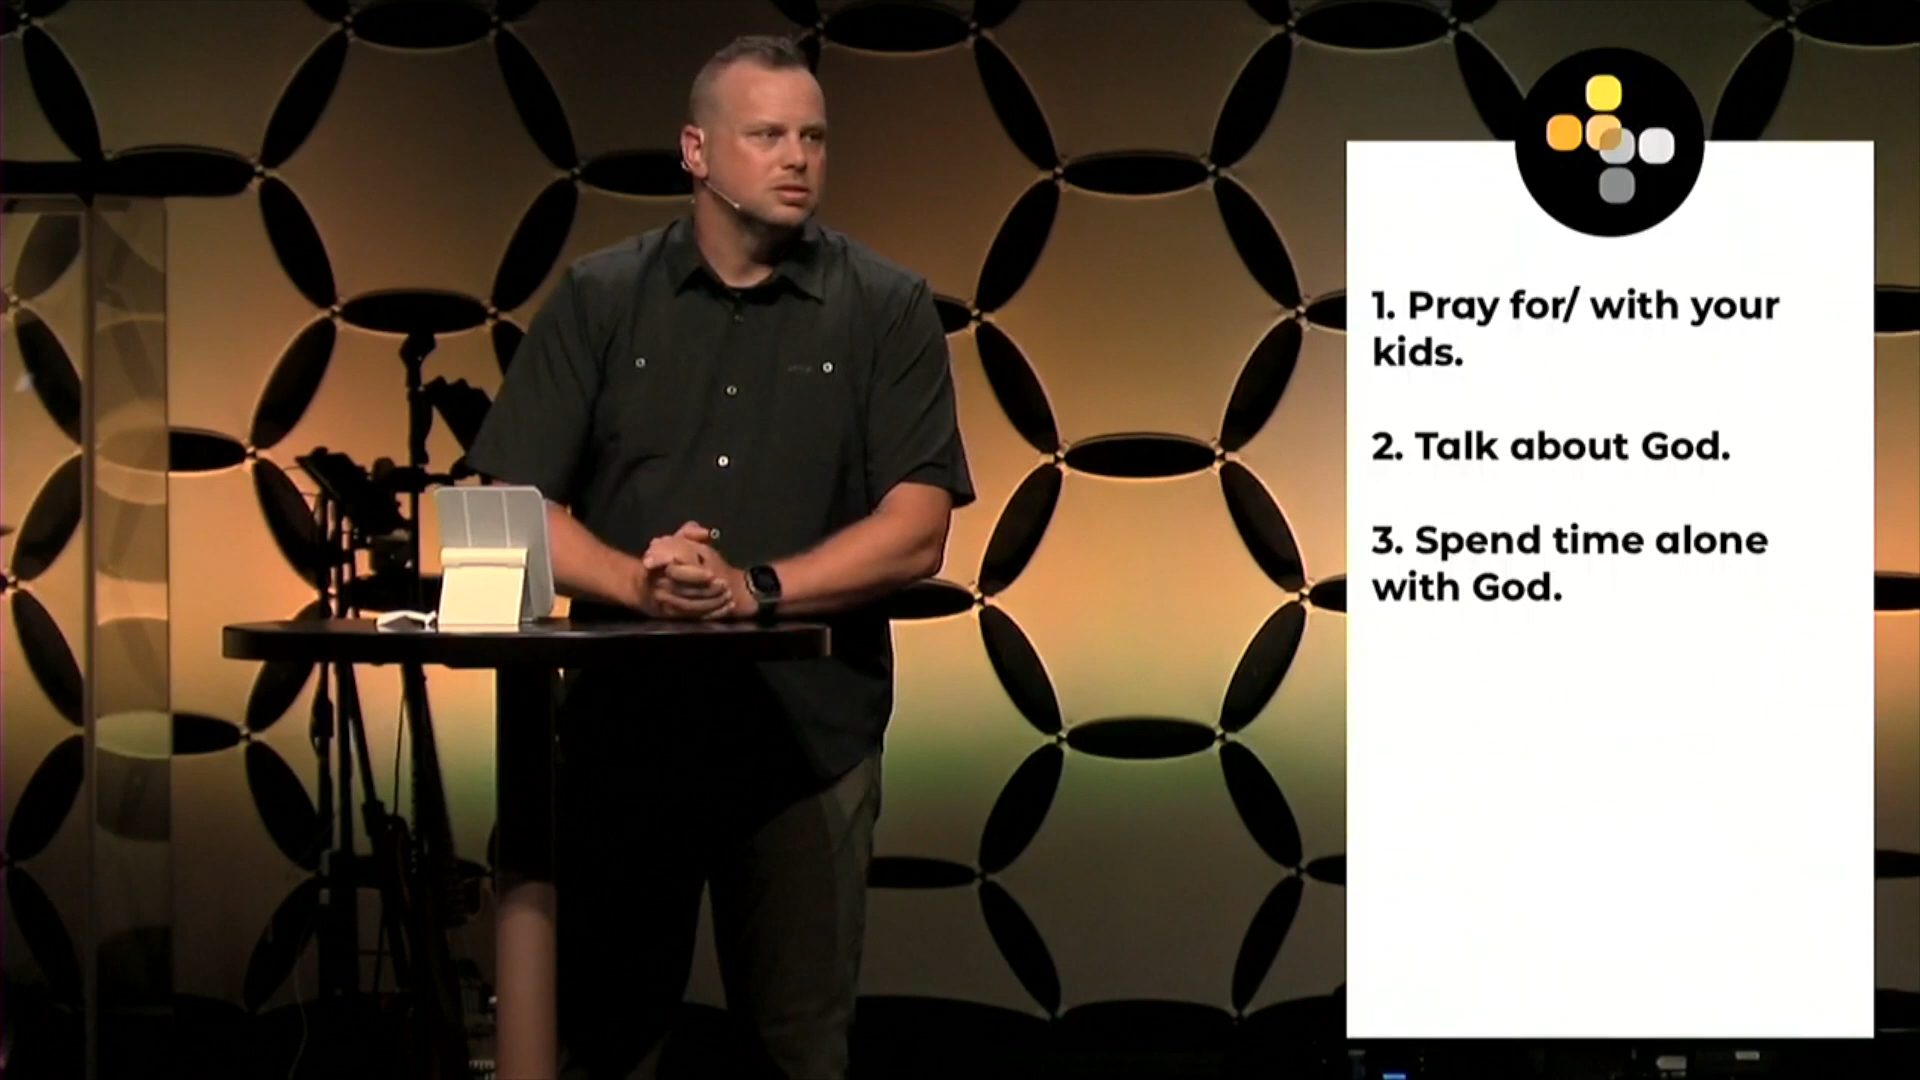 1. Pray for/ with your
kids.
2. Talk about God.
3. Spend time alone
with God.